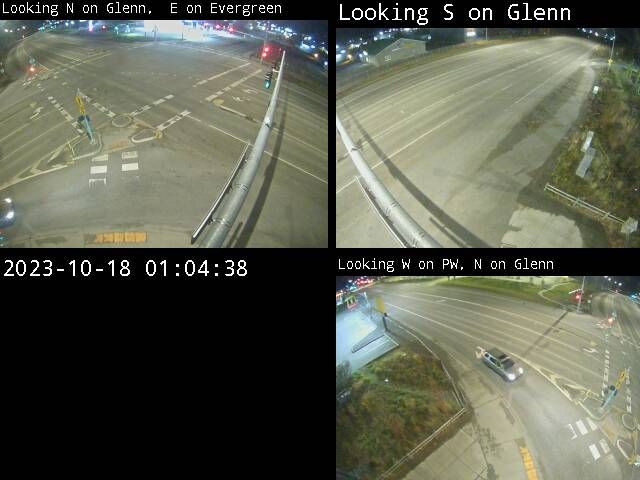 Looking N on Glenn,  E on Evergreen
Looking S on Glenn
2023-10-18 01:04:38
Looking W on PW, N on Glenn